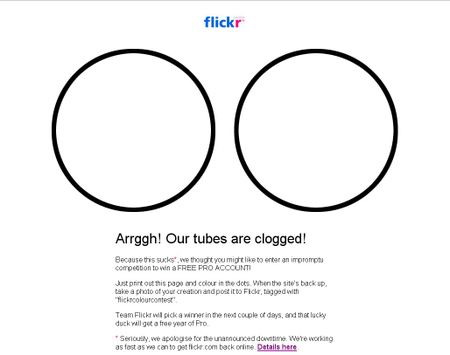 flickr
Arrggh! Our tubes are clogged!
Because this sucks*, we thought you might like to enter an impromptu
competition to win a FREE PRO ACCOUNT!
Just print out this page and colour in the dots. When the site's back up,
take a photo of your creation and post it to Flickr, tagged with
"flickrcolourcontest".
Team Flickr will pick a winner in the next couple of days, and that lucky
duck will get a free year of Pro.
* Seriously, we apologise for the unannounced downtime. We're working
as fast as we can to get flickr.com back online. Details here.